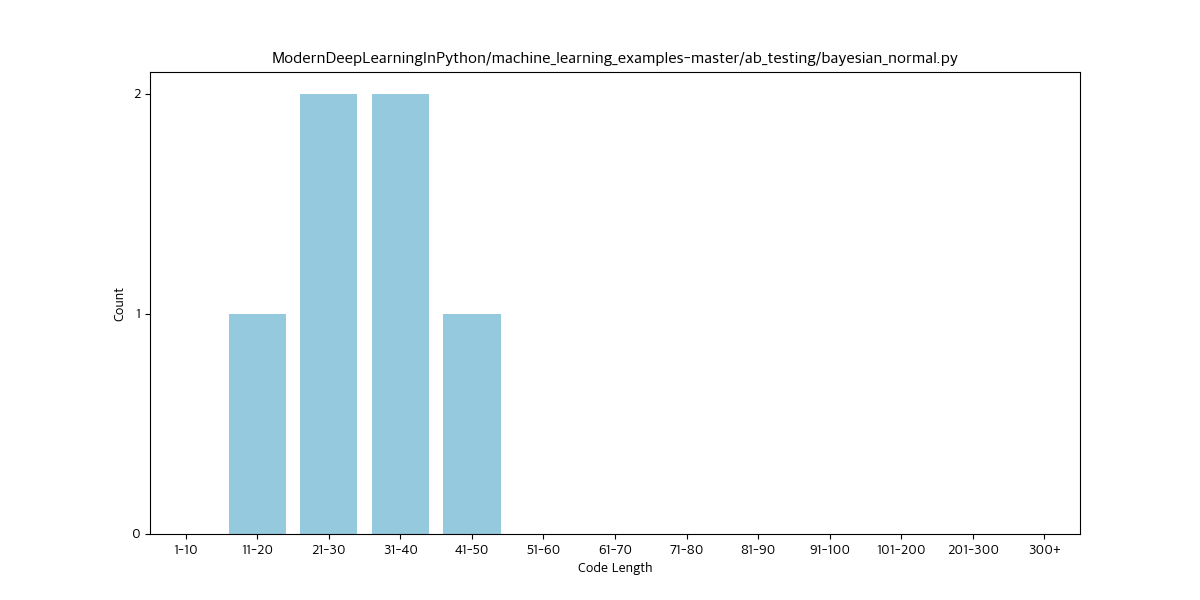 ModernDeepLearningInPython/machine_learning_examples-master/ab_testing/bayesian_normal.py
2
1
0
Count
1-10 11-20 21-30 31-40 41-50 51-60 61-70 71-80 81-90 91-100 101-200 201-300 300+
Code Length